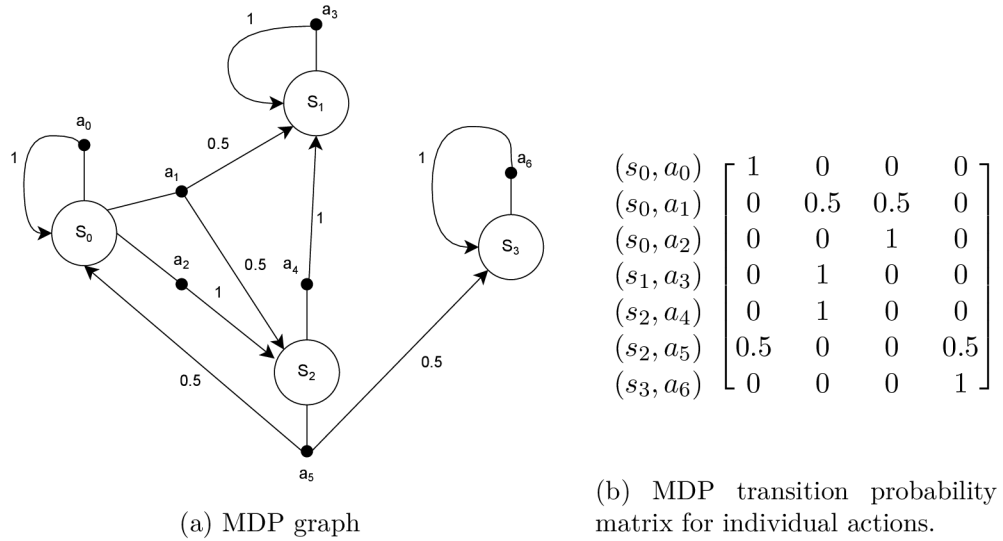 a₃
1
S₁
a₀
1
S₀
a₁
0.5
0.5
a₂
1
a₄
1
S₂
a₅
0.5
0.5
a₆
1
S₃
(a) MDP graph
(s₀, a₀) 1 0 0 0
(s₀, a₁) 0 0.5 0.5 0
(s₀, a₂) 0 0 1 0
(s₁, a₃) 0 1 0 0
(s₂, a₄) 0 1 0 0
(s₂, a₅) 0.5 0 0 0.5
(s₃, a₆) 0 0 0 1
(b) MDP transition probability
matrix for individual actions.